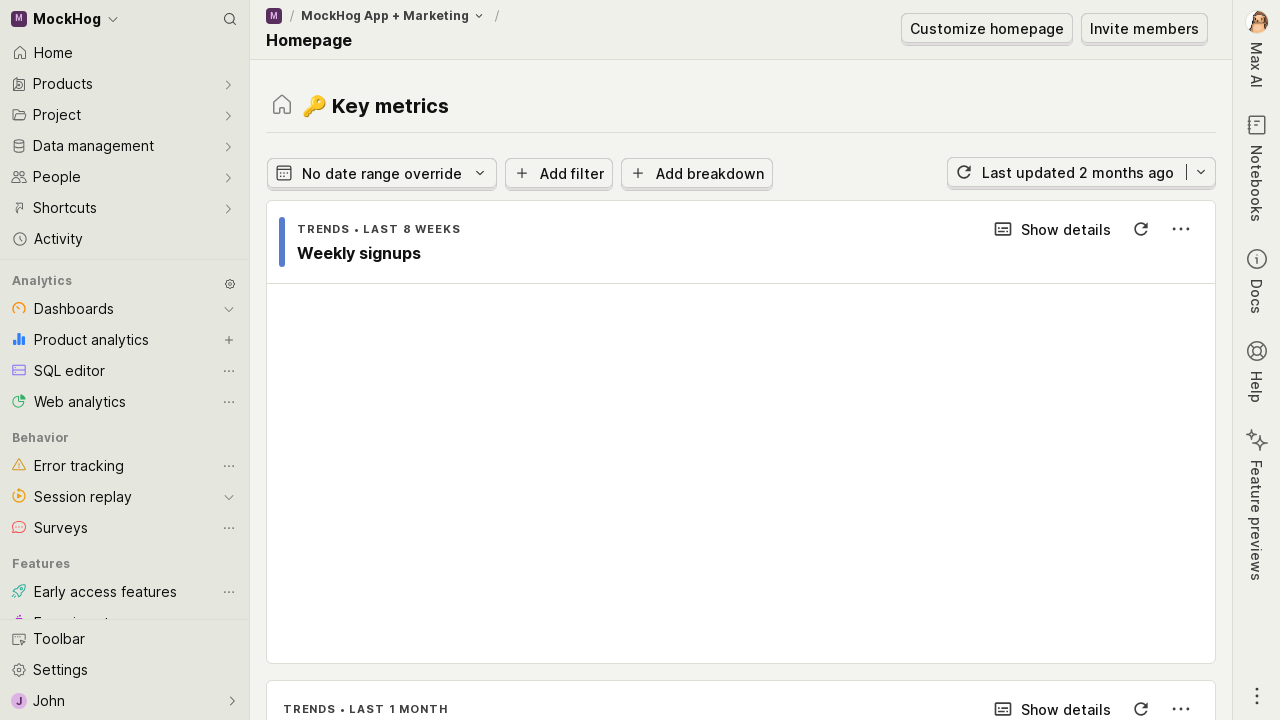 M MockHog
Home
Products
Project
Data management
People
Shortcuts
Activity
Analytics
Dashboards
Product analytics
SQL editor
Web analytics
Behavior
Error tracking
Session replay
Surveys
Features
Early access features
Toolbar
Settings
J John
M / MockHog App + Marketing /
Homepage
Customize homepage
Invite members
🔑 Key metrics
No date range override
Add filter
Add breakdown
Last updated 2 months ago
TRENDS • LAST 8 WEEKS
Show details
Weekly signups
TRENDS • LAST 1 MONTH
Show details
Max AI
Notebooks
Docs
Help
Feature previews